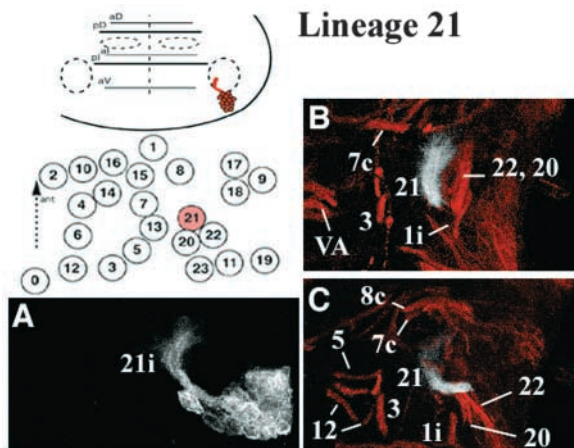 Lineage 21
aD
pD
aI
pI
aV
ant
1
2 10 16 15 8 17 9
14 18
4 7
21
6 13
5 20 22
0 12 3 23 11 19
A
21i
B
7c
21 22, 20
3
VA 1i
C
8c
7c
5
21
22
3
12 1i 20